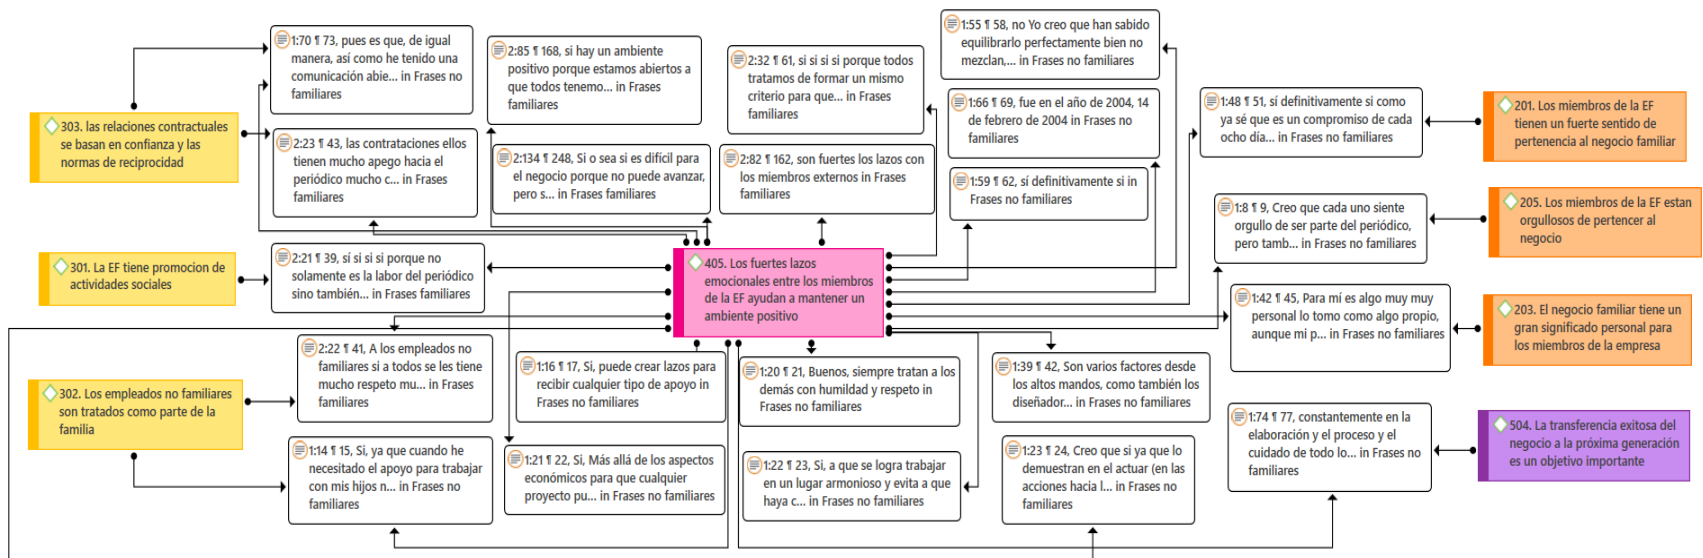 1:70 ¶ 73, pues es que, de igual
manera, así como he tenido una
comunicación abie... in Frases no
familiares
2:85 ¶ 168, si hay un ambiente
positivo porque estamos abiertos a
que todos tenemo... in Frases
familiares
2:32 ¶ 61, si si si si porque todos
tratamos de formar un mismo
criterio para que... in Frases
familiares
1:55 ¶ 58, no Yo creo que han sabido
equilibrarlo perfectamente bien no
mezclan,... in Frases no familiares
1:66 ¶ 69, fue en el año de 2004, 14
de febrero de 2004 in Frases no
familiares
1:48 ¶ 51, sí definitivamente si como
ya sé que es un compromiso de cada
ocho día... in Frases no familiares
201. Los miembros de la EF
tienen un fuerte sentido de
pertenencia al negocio familiar
303. las relaciones contractuales
se basan en confianza y las
normas de reciprocidad
2:23 ¶ 43, las contrataciones ellos
tienen mucho apego hacia el
periódico mucho c... in Frases
familiares
2:134 ¶ 248, Si o sea si es difícil para
el negocio porque no puede avanzar,
pero s... in Frases familiares
2:82 ¶ 162, son fuertes los lazos con
los miembros externos in Frases
familiares
1:59 ¶ 62, sí definitivamente si in
Frases no familiares
1:8 ¶ 9, Creo que cada uno siente
orgullo de ser parte del periódico,
pero tamb... in Frases no familiares
205. Los miembros de la EF estan
orgullosos de pertencer al
negocio
301. La EF tiene promocion de
actividades sociales
2:21 ¶ 39, sí si si si porque no
solamente es la labor del periódico
sino también... in Frases familiares
405. Los fuertes lazos
emocionales entre los miembros
de la EF ayudan a mantener un
ambiente positivo
1:42 ¶ 45, Para mí es algo muy muy
personal lo tomo como algo propio,
aunque mi p... in Frases no
familiares
203. El negocio familiar tiene un
gran significado personal para
los miembros de la empresa
302. Los empleados no familiares
son tratados como parte de la
familia
2:22 ¶ 41, A los empleados no
familiares si a todos se les tiene
mucho respeto mu... in Frases
familiares
1:16 ¶ 17, Si, puede crear lazos para
recibir cualquier tipo de apoyo in
Frases no familiares
1:20 ¶ 21, Buenos, siempre tratan a los
demás con humildad y respeto in
Frases no familiares
1:39 ¶ 42, Son varios factores desde
los altos mandos, como también los
diseñador... in Frases no familiares
1:74 ¶ 77, constantemente en la
elaboración y el proceso y el
cuidado de todo lo... in Frases no
familiares
504. La transferencia exitosa del
negocio a la próxima generación
es un objetivo importante
1:14 ¶ 15, Si, ya que cuando he
necesitado el apoyo para trabajar
con mis hijos n... in Frases no
familiares
1:21 ¶ 22, Si, Más allá de los aspectos
económicos para que cualquier
proyecto pu... in Frases no familiares
1:22 ¶ 23, Si, a que se logra trabajar
en un lugar armonioso y evita a que
haya c... in Frases no familiares
1:23 ¶ 24, Creo que si ya que lo
demuestran en el actuar (en las
acciones hacia l... in Frases no
familiares